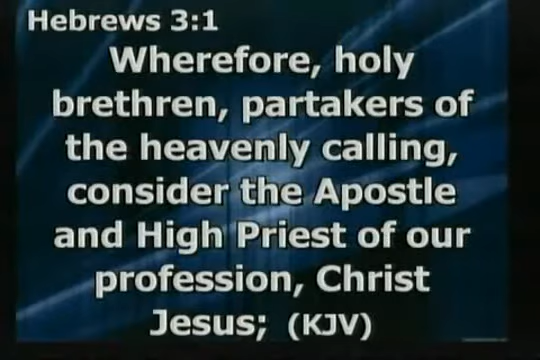 Hebrews 3:1
Wherefore, holy
brethren, partakers of
the heavenly calling,
consider the Apostle
and High Priest of our
profession, Christ
Jesus; (KJV)